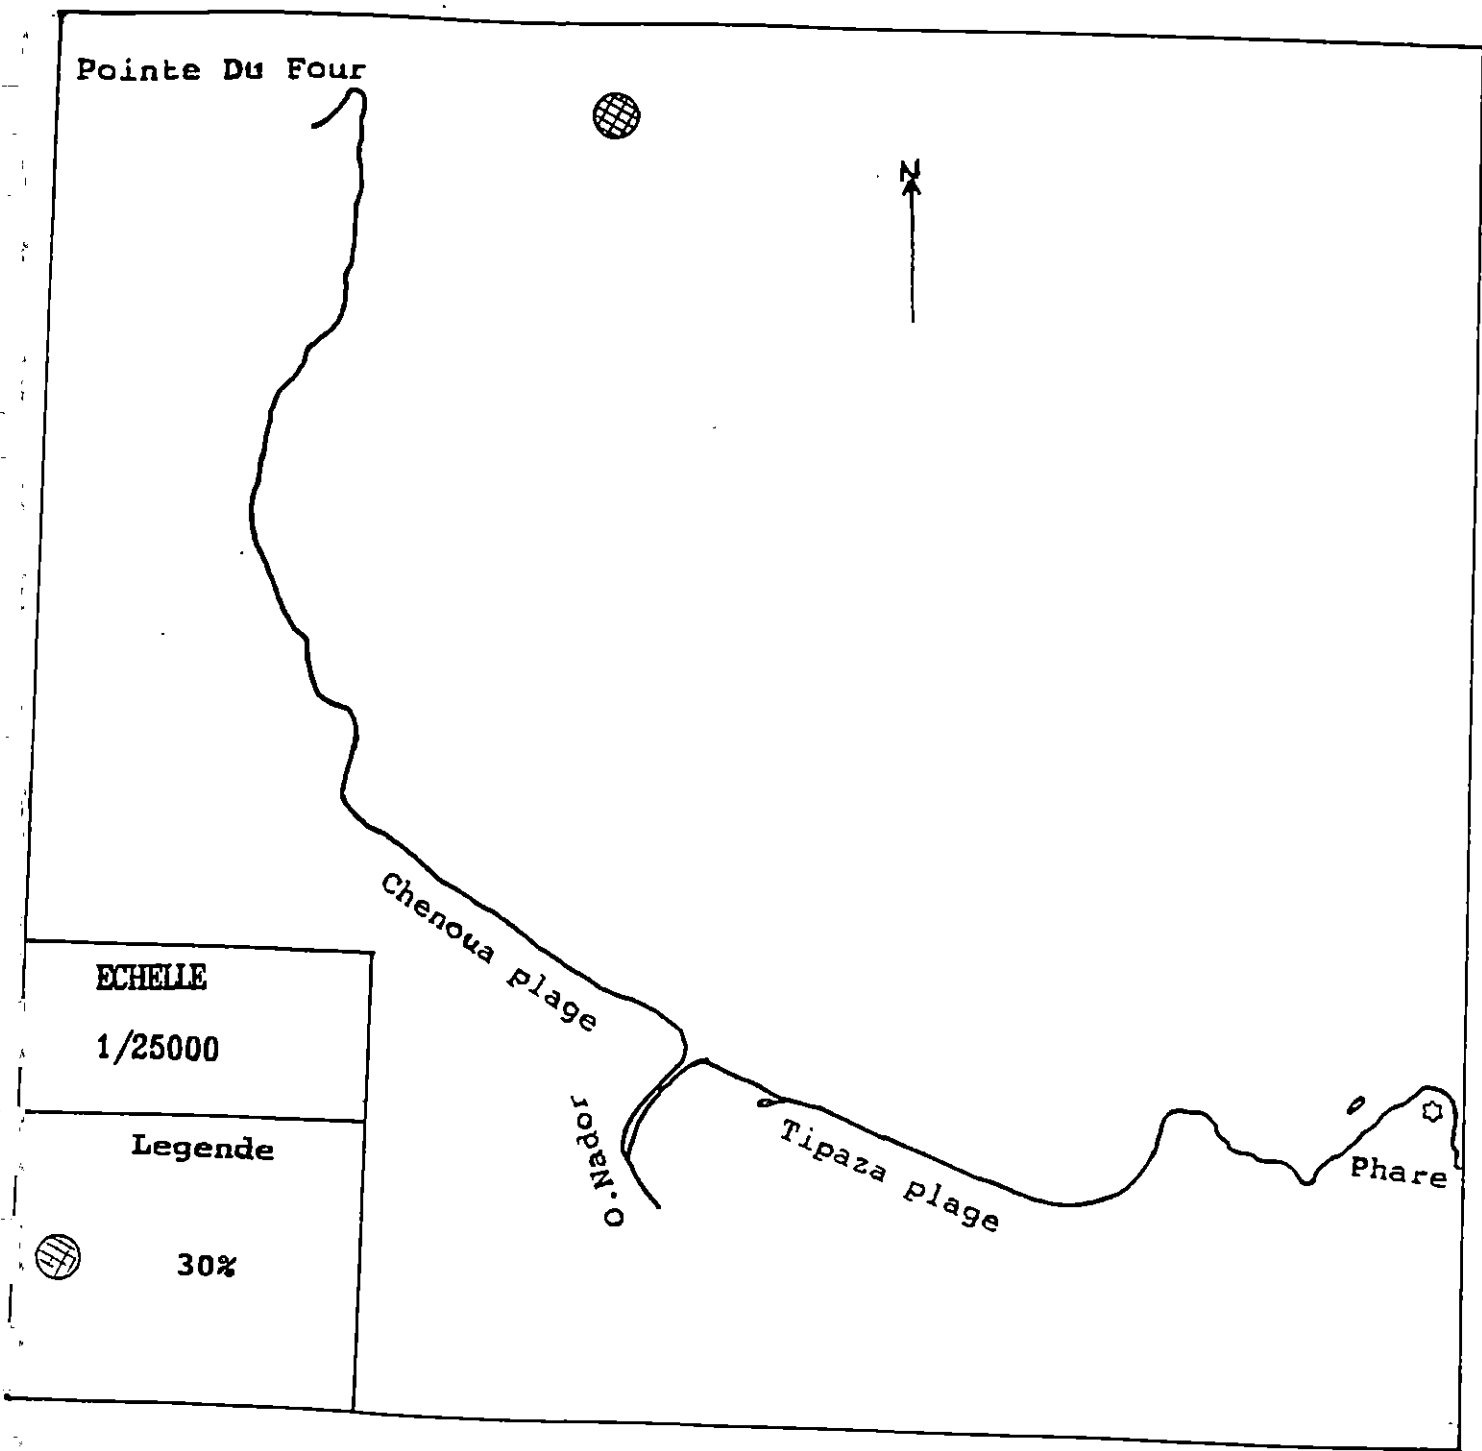 Pointe Du Four
N
Chenoua plage
O.Nador
Tipaza plage
Phare
ECHELLE
1/25000
Legende
30%